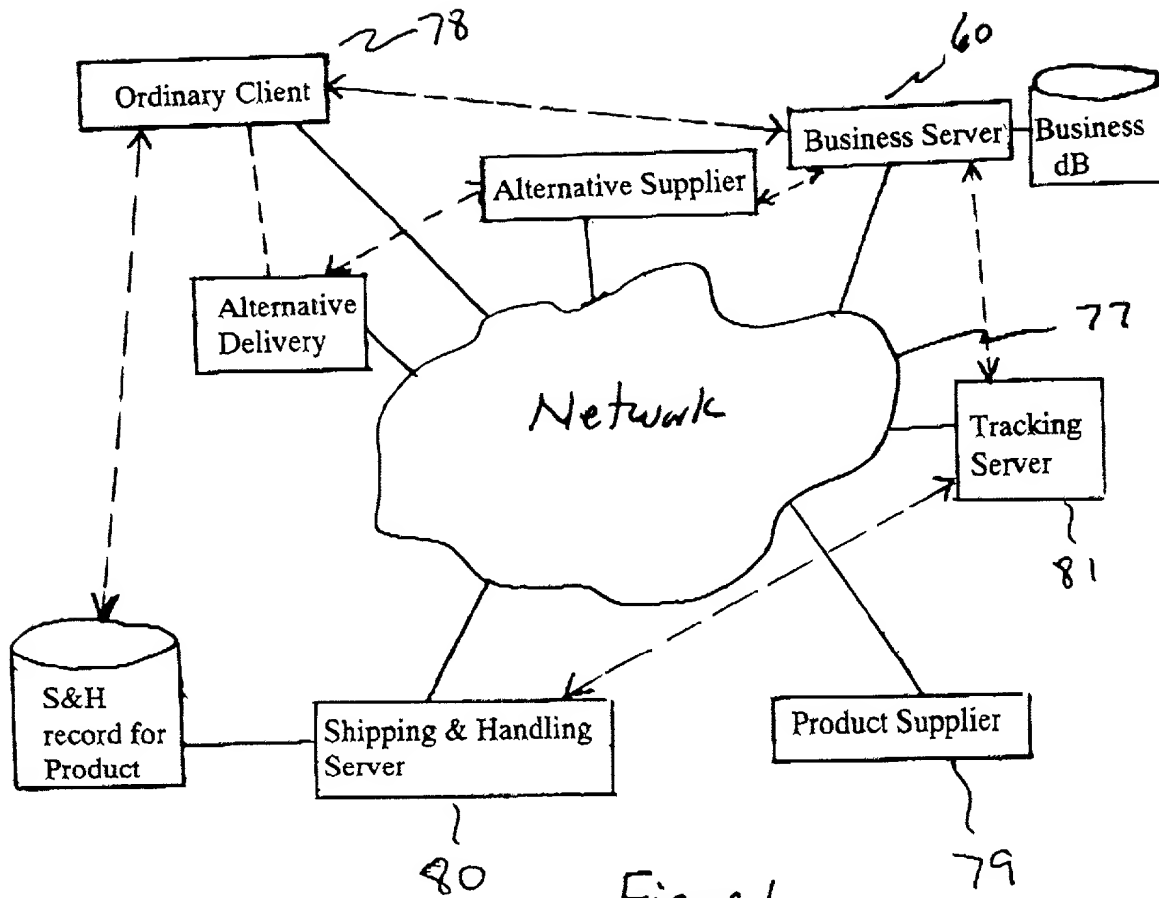 78
60
Ordinary Client
Business Server
Business
dB
Alternative Supplier
Alternative
Delivery
77
Network
Tracking
Server
81
S&H
record for
Product
Shipping & Handling
Server
Product Supplier
80
79